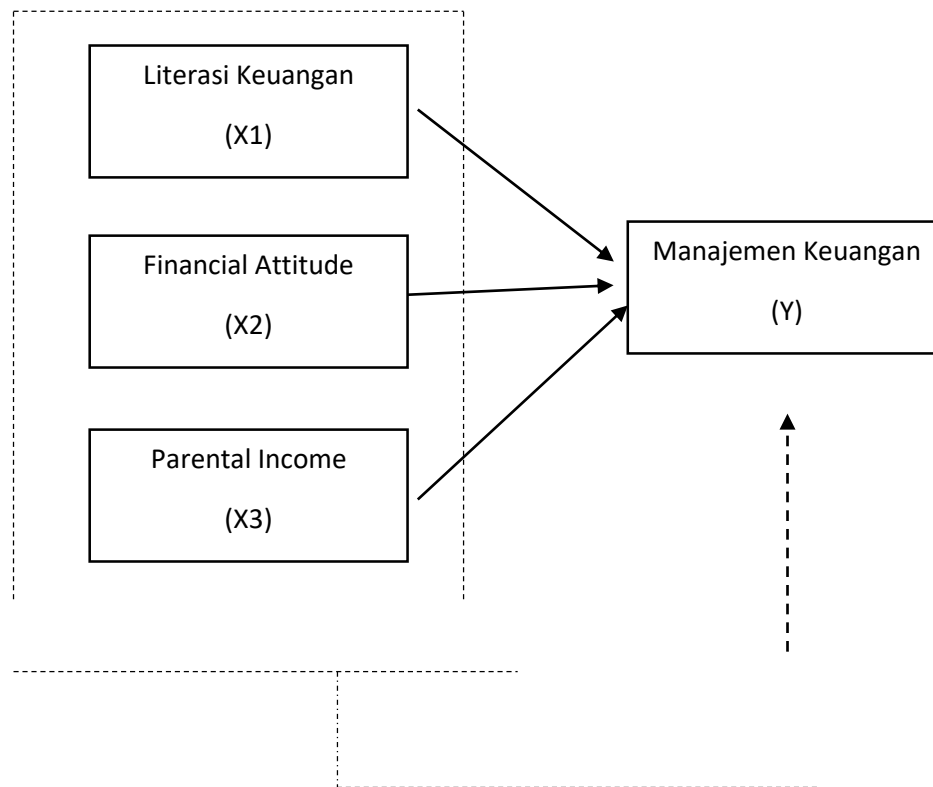 Literasi Keuangan
(X1)
Financial Attitude
(X2)
Parental Income
(X3)
Manajemen Keuangan
(Y)